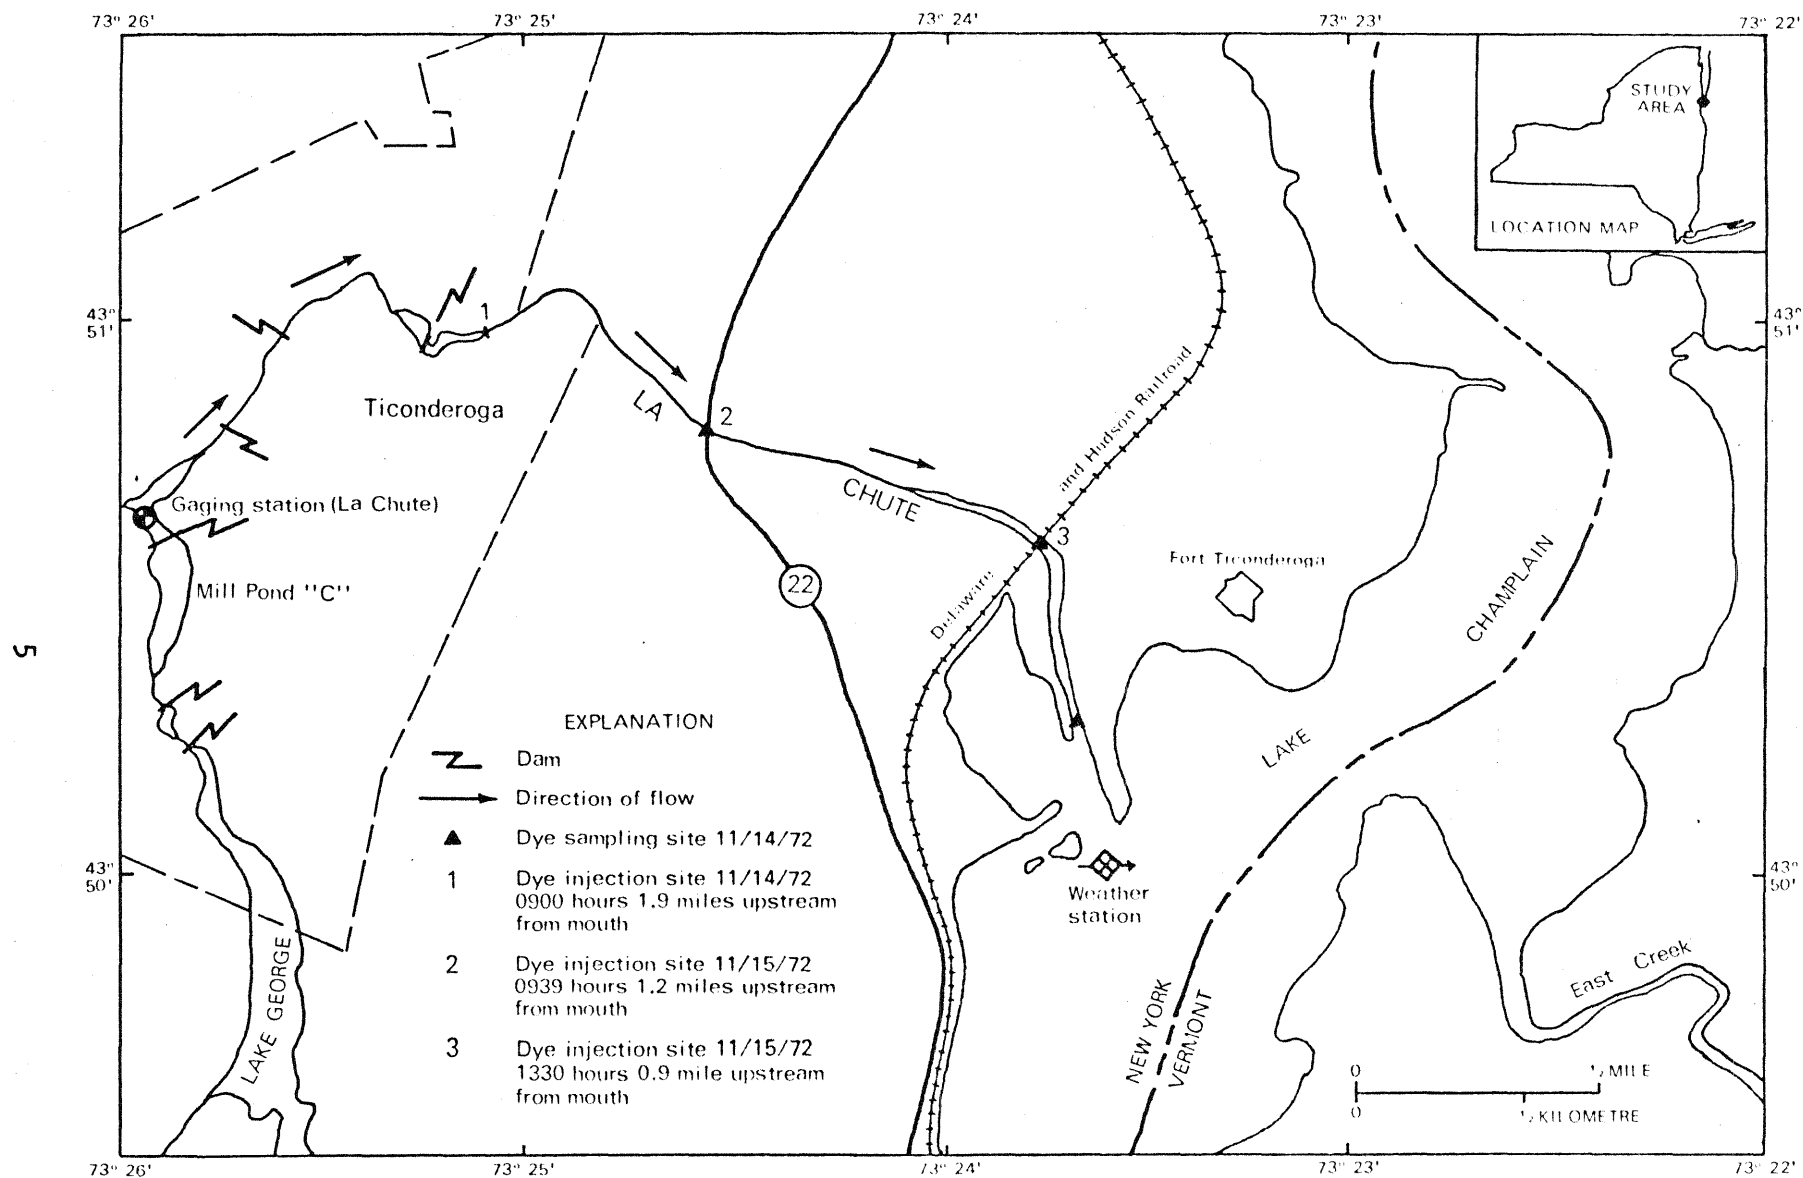 73° 26'
73° 25'
73° 24'
73° 23'
73° 22'
STUDY
AREA
LOCATION MAP
43°
51'
43°
51'
1
Ticonderoga
LA
2
and Hudson Railroad
Gaging station (La Chute)
CHUTE
3
Fort Ticonderoga
CHAMPLAIN
22
Mill Pond "C"
Delaware
5
LAKE
EXPLANATION
Dam
Direction of flow
Dye sampling site 11/14/72
1 Dye injection site 11/14/72
0900 hours 1.9 miles upstream
from mouth
2 Dye injection site 11/15/72
0939 hours 1.2 miles upstream
from mouth
3 Dye injection site 11/15/72
1330 hours 0.9 mile upstream
from mouth
43°
50'
43°
50'
Weather
station
LAKE GEORGE
East Creek
NEW YORK
VERMONT
0 ½ MILE
0 ½ KILOMETRE
73° 26'
73° 25'
73° 24'
73° 23'
73° 22'